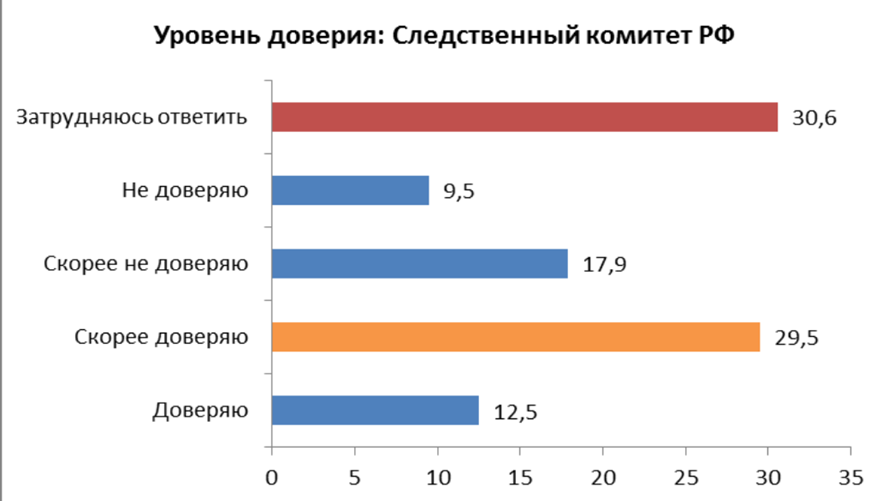 Уровень доверия: Следственный комитет РФ
Затрудняюсь ответить 30,6
Не доверяю 9,5
Скорее не доверяю 17,9
Скорее доверяю 29,5
Доверяю 12,5
0 5 10 15 20 25 30 35